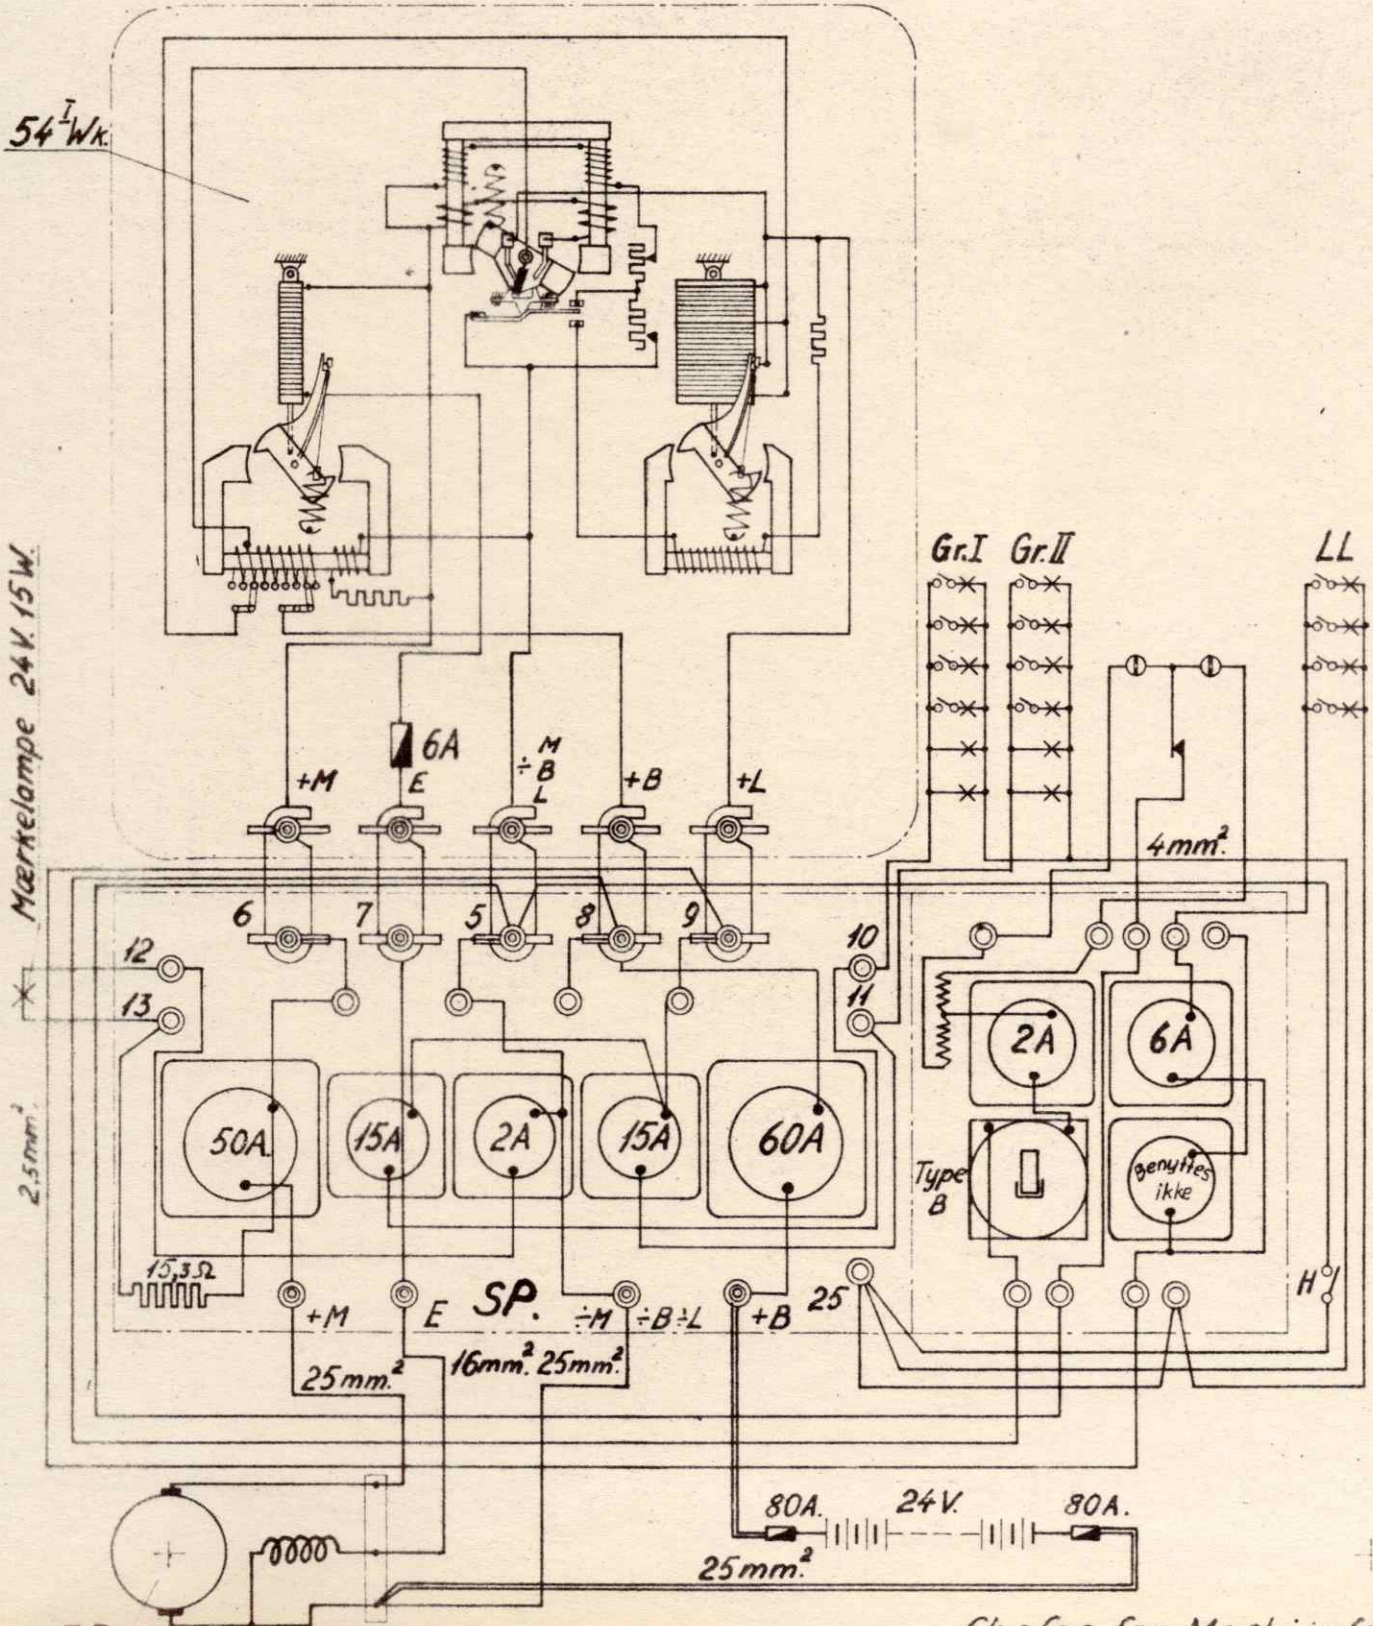 54 I Wk.
Mærkelampe 24V. 15W.
2.5mm²
Gr.I Gr.II LL
6A
+M E ÷ M B L +B +L
4mm²
6 7 5 8 9 10
12
13
11
2A 6A
50A. 15A 2A 15A 60A
Type B
Benyttes ikke
15,3Ω
+M E SP. ÷M ÷B÷L +B 25 H
25mm² 16mm² 25mm²
80A. 24V. 80A.
25mm²